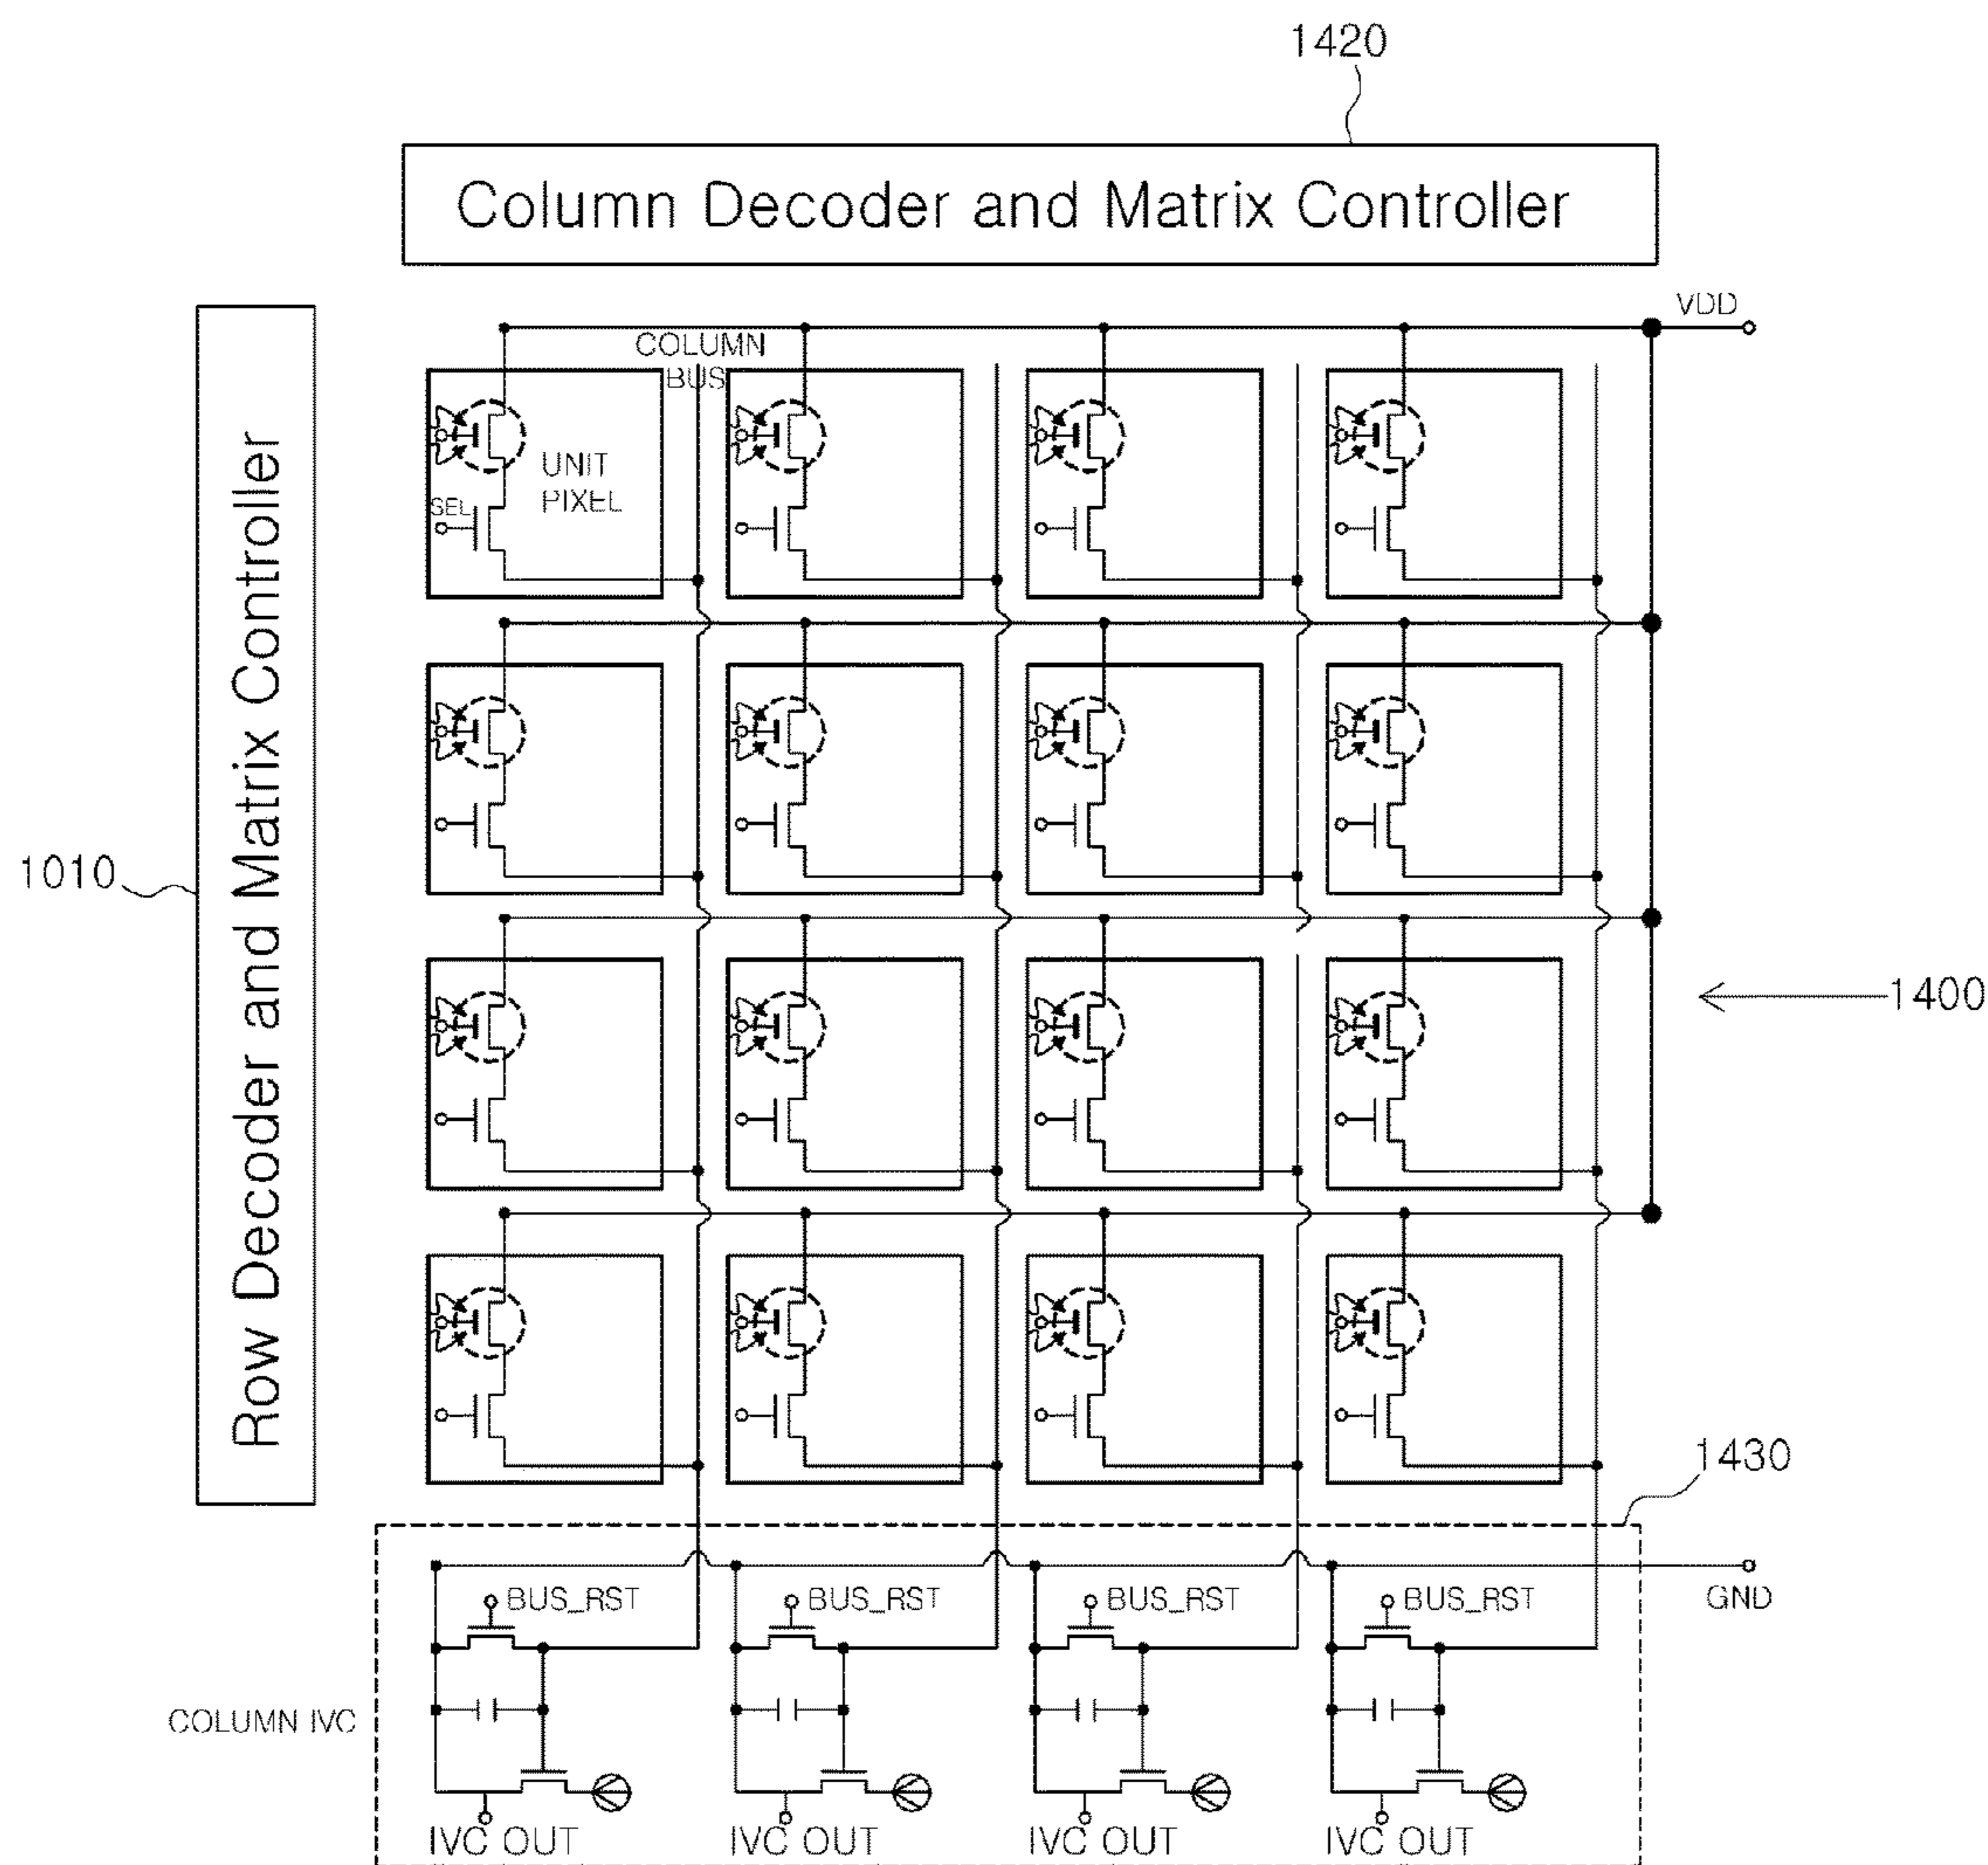 1420
Column Decoder and Matrix Controller
VDD
COLUMN
BUS
UNIT
PIXEL
SEL
Row Decoder and Matrix Controller
1010
1400
1430
GND
BUS_RST
BUS_RST
BUS_RST
BUS_RST
COLUMN IVC
IVC OUT
IVC OUT
IVC OUT
IVC OUT